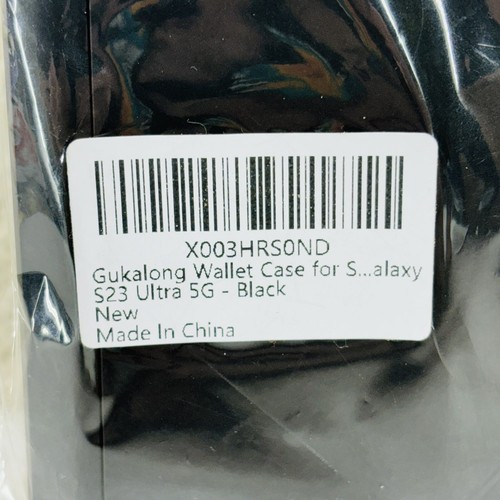 X003HRS0ND
Gukalong Wallet Case for S...alaxy
S23 Ultra 5G - Black
New
Made In China